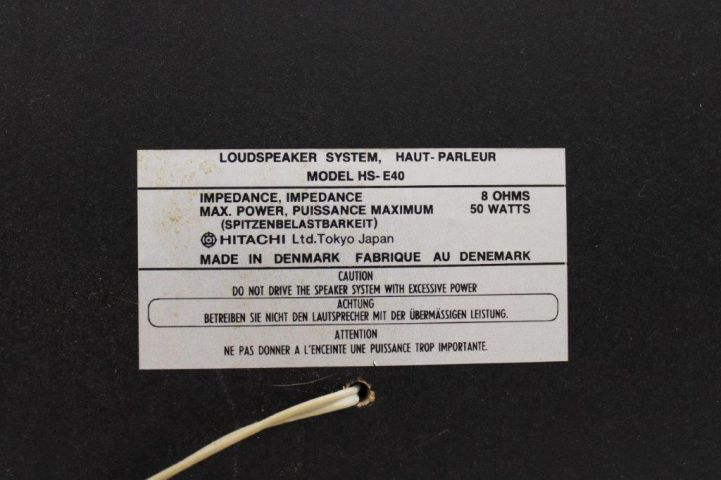 LOUDSPEAKER SYSTEM, HAUT-PARLEUR
MODEL HS-E40
IMPEDANCE, IMPEDANCE 8 OHMS
MAX. POWER, PUISSANCE MAXIMUM 50 WATTS
(SPITZENBELASTBARKEIT)
HITACHI Ltd. Tokyo Japan
MADE IN DENMARK FABRIQUE AU DENEMARK
CAUTION
DO NOT DRIVE THE SPEAKER SYSTEM WITH EXCESSIVE POWER
ACHTUNG
BETREIBEN SIE NICHT DEN LAUTSPRECHER MIT DER ÜBERMÄSSIGEN LEISTUNG.
ATTENTION
NE PAS DONNER A L'ENCEINTE UNE PUISSANCE TROP IMPORTANTE.